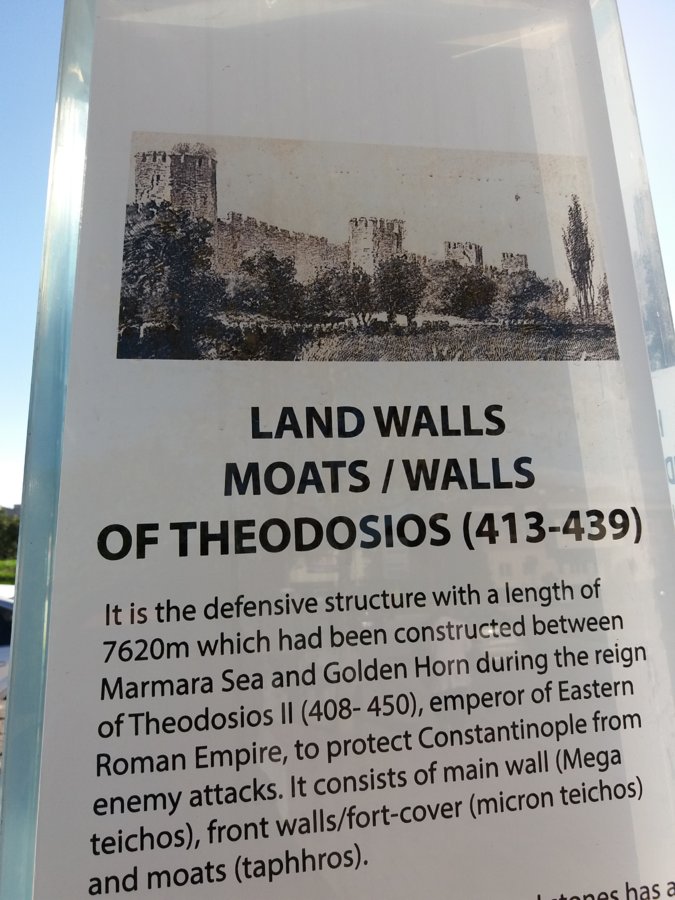 LAND WALLS
MOATS / WALLS
OF THEODOSIOS (413-439)
It is the defensive structure with a length of
7620m which had been constructed between
Marmara Sea and Golden Horn during the reign
of Theodosios II (408- 450), emperor of Eastern
Roman Empire, to protect Constantinople from
enemy attacks. It consists of main wall (Mega
teichos), front walls/fort-cover (micron teichos)
and moats (taphhros).
has a